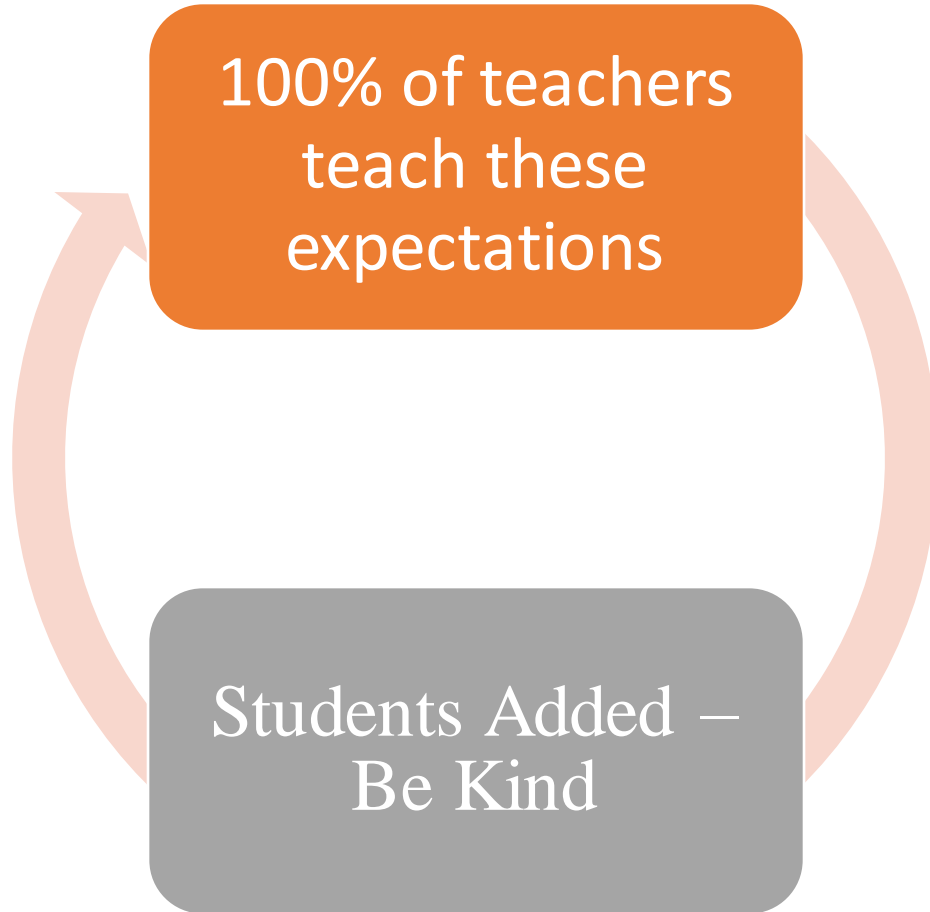 100% of teachers
teach these
expectations
Students Added –
Be Kind